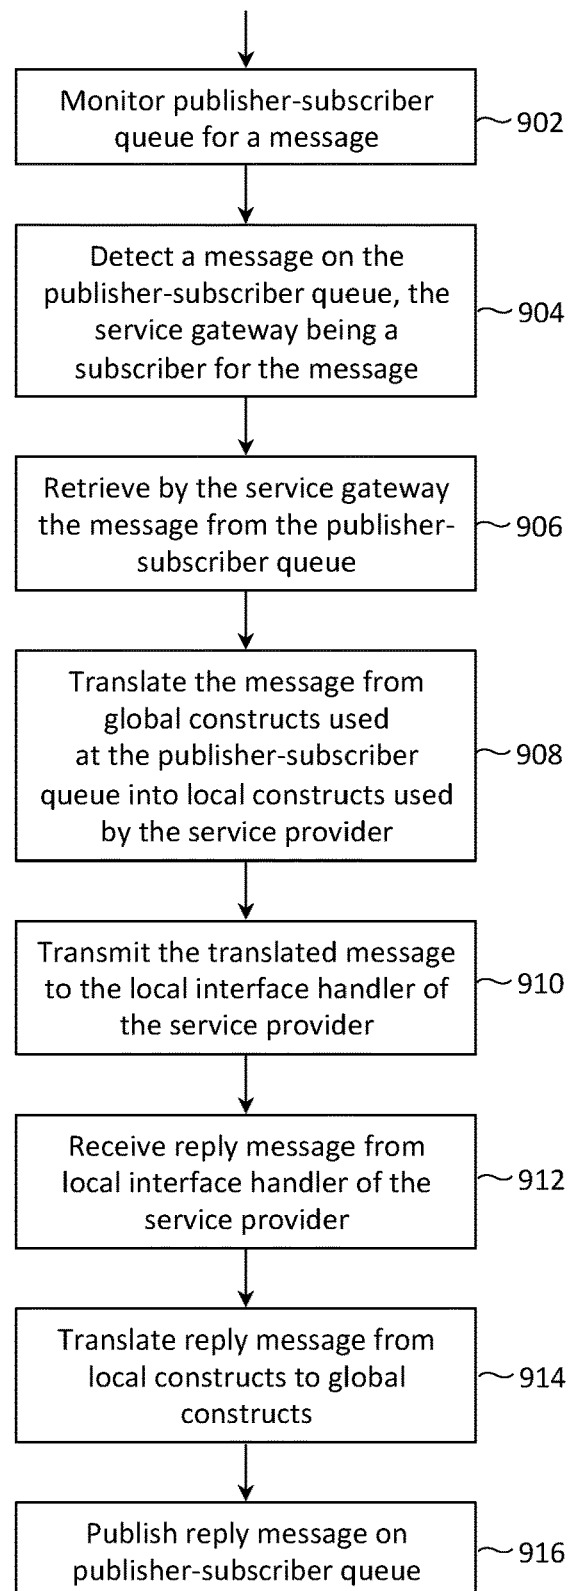 Monitor publisher-subscriber
queue for a message
902
Detect a message on the
publisher-subscriber queue, the
service gateway being a
subscriber for the message
904
Retrieve by the service gateway
the message from the publisher-
subscriber queue
906
Translate the message from
global constructs used
at the publisher-subscriber
queue into local constructs used
by the service provider
908
Transmit the translated message
to the local interface handler of
the service provider
910
Receive reply message from
local interface handler of the
service provider
912
Translate reply message from
local constructs to global
constructs
914
Publish reply message on
publisher-subscriber queue
916